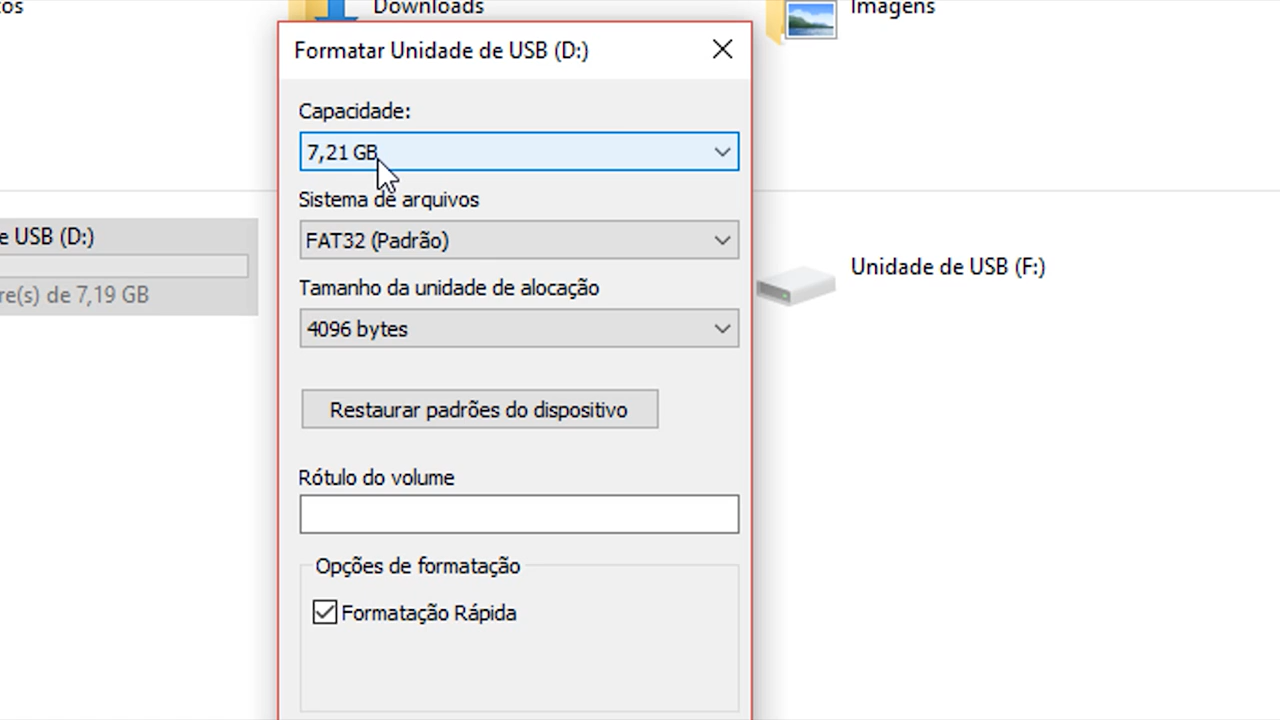 Downloads
Imagens
Formatar Unidade de USB (D:)
Capacidade:
7,21 GB
Sistema de arquivos
FAT32 (Padrão)
Tamanho da unidade de alocação
4096 bytes
Restaurar padrões do dispositivo
Rótulo do volume
Opções de formatação
Formatação Rápida
e USB (D:)
re(s) de 7,19 GB
Unidade de USB (F:)